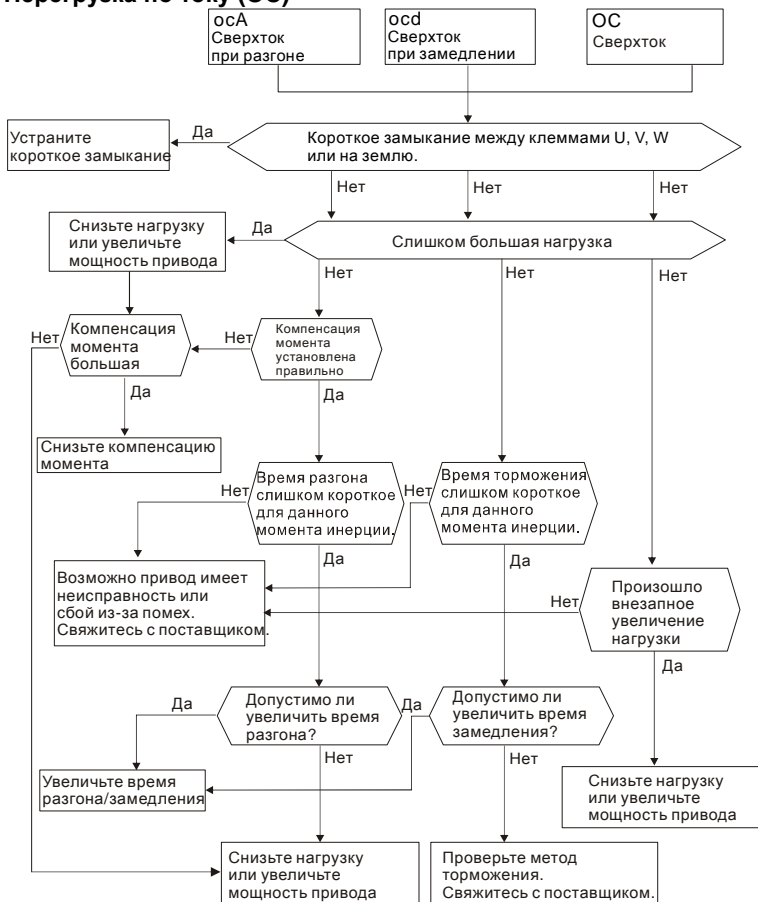 Перегрузка по току (OC)
ocA
Сверхток
при разгоне
ocd
Сверхток
при замедлении
OC
Сверхток
Устраните
короткое замыкание
Да
Короткое замыкание между клеммами U, V, W
или на землю.
Нет
Нет
Нет
Снизьте нагрузку
или увеличьте
мощность привода
Да
Слишком большая нагрузка
Нет
Нет
Нет
Нет
Компенсация
момента
большая
Нет
Компенсация
момента
установлена
правильно
Да
Да
Снизьте компенсацию
момента
Нет
Время разгона
слишком короткое
для данного
момента инерции.
Нет
Время торможения
слишком короткое
для данного
момента инерции.
Да
Да
Возможно привод имеет
неисправность или
сбой из-за помех.
Свяжитесь с поставщиком.
Нет
Произошло
внезапное
увеличение
нагрузки
Да
Да
Допустимо ли
увеличить время
разгона?
Да
Допустимо ли
увеличить время
замедления?
Нет
Нет
Увеличьте время
разгона/замедления
Снизьте нагрузку
или увеличьте
мощность привода
Снизьте нагрузку
или увеличьте
мощность привода
Проверьте метод
торможения.
Свяжитесь с поставщиком.